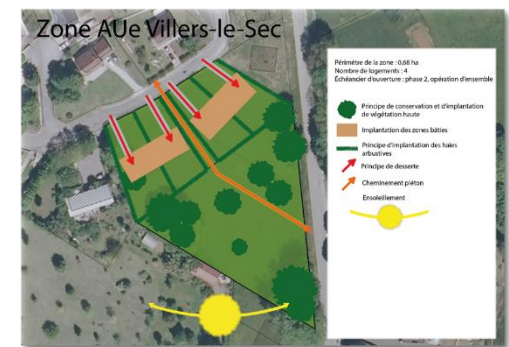 Zone AUe Villers-le-Sec
Périmètre de la zone : 0,68 ha
Nombre de logements : 4
Échéancier d'ouverture : phase 2, opération d'ensemble
Principe de conservation et d'implantation
de végétation haute
Implantation des zones bâties
Principe d'implantation des haies
arbustives
Principe de desserte
Cheminement piéton
Ensoleillement